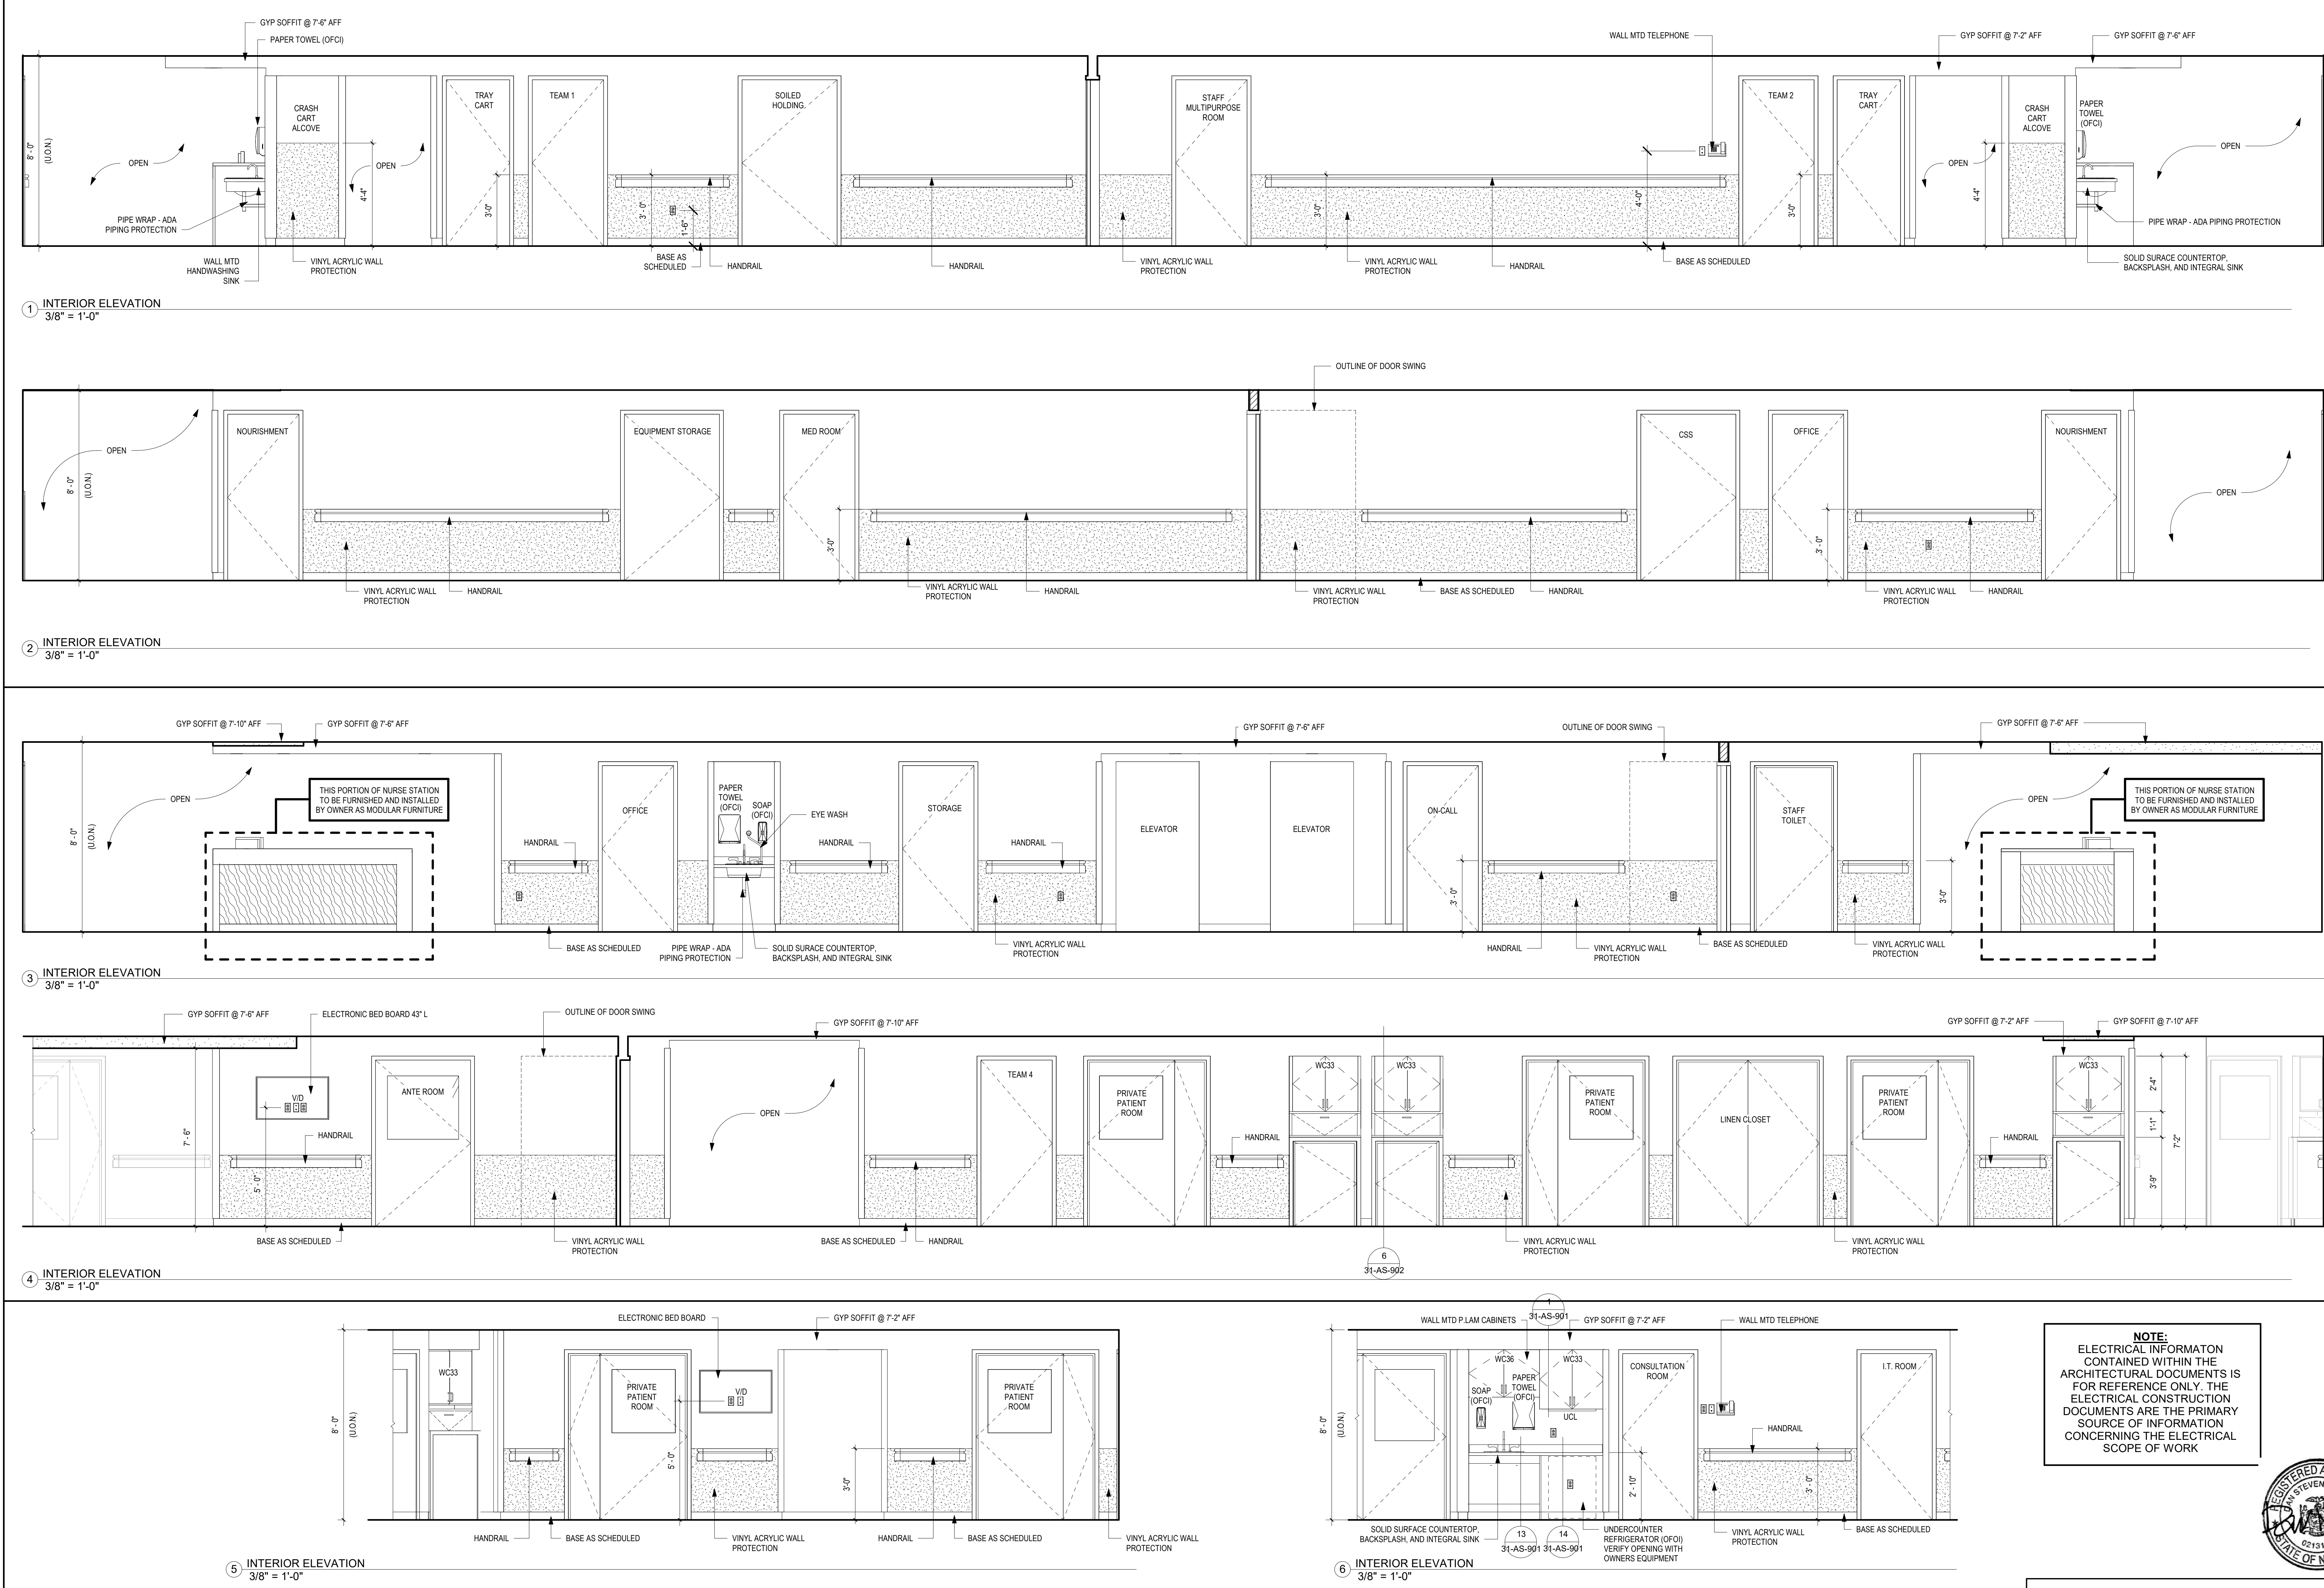 GYP SOFFIT @ 7'-6" AFF
PAPER TOWEL (OFCI)
WALL MTD TELEPHONE
GYP SOFFIT @ 7'-2" AFF
GYP SOFFIT @ 7'-6" AFF
8' - 0"
(U.O.N.)
OPEN
CRASH
CART
ALCOVE
OPEN
4'-4"
TRAY
CART
3'-0"
TEAM 1
3' - 0"
1'-6"
SOILED
HOLDING
STAFF
MULTIPURPOSE
ROOM
3'-0"
4'-0"
TEAM 2
3'-0"
TRAY
CART
OPEN
4'-4"
CRASH
CART
ALCOVE
PAPER
TOWEL
(OFCI)
OPEN
PIPE WRAP - ADA
PIPING PROTECTION
WALL MTD
HANDWASHING
SINK
VINYL ACRYLIC WALL
PROTECTION
BASE AS
SCHEDULED
HANDRAIL
HANDRAIL
VINYL ACRYLIC WALL
PROTECTION
VINYL ACRYLIC WALL
PROTECTION
HANDRAIL
BASE AS SCHEDULED
PIPE WRAP - ADA PIPING PROTECTION
SOLID SURACE COUNTERTOP,
BACKSPLASH, AND INTEGRAL SINK
1 INTERIOR ELEVATION
3/8" = 1'-0"
OUTLINE OF DOOR SWING
OPEN
8' - 0"
(U.O.N.)
NOURISHMENT
EQUIPMENT STORAGE
MED ROOM
3'-0"
CSS
OFFICE
3' - 0"
NOURISHMENT
OPEN
VINYL ACRYLIC WALL
PROTECTION
HANDRAIL
VINYL ACRYLIC WALL
PROTECTION
HANDRAIL
VINYL ACRYLIC WALL
PROTECTION
BASE AS SCHEDULED
HANDRAIL
VINYL ACRYLIC WALL
PROTECTION
HANDRAIL
2 INTERIOR ELEVATION
3/8" = 1'-0"
GYP SOFFIT @ 7'-10" AFF
GYP SOFFIT @ 7'-6" AFF
GYP SOFFIT @ 7'-6" AFF
OUTLINE OF DOOR SWING
GYP SOFFIT @ 7'-6" AFF
8' - 0"
(U.O.N.)
OPEN
THIS PORTION OF NURSE STATION
TO BE FURNISHED AND INSTALLED
BY OWNER AS MODULAR FURNITURE
HANDRAIL
OFFICE
PAPER
TOWEL
(OFCI)
SOAP
(OFCI)
EYE WASH
HANDRAIL
STORAGE
HANDRAIL
ELEVATOR
ELEVATOR
ON-CALL
3' - 0"
STAFF
TOILET
3'-0"
OPEN
THIS PORTION OF NURSE STATION
TO BE FURNISHED AND INSTALLED
BY OWNER AS MODULAR FURNITURE
BASE AS SCHEDULED
PIPE WRAP - ADA
PIPING PROTECTION
SOLID SURACE COUNTERTOP,
BACKSPLASH, AND INTEGRAL SINK
VINYL ACRYLIC WALL
PROTECTION
HANDRAIL
VINYL ACRYLIC WALL
PROTECTION
BASE AS SCHEDULED
VINYL ACRYLIC WALL
PROTECTION
3 INTERIOR ELEVATION
3/8" = 1'-0"
GYP SOFFIT @ 7'-6" AFF
ELECTRONIC BED BOARD 43" L
OUTLINE OF DOOR SWING
GYP SOFFIT @ 7'-10" AFF
GYP SOFFIT @ 7'-2" AFF
GYP SOFFIT @ 7'-10" AFF
7' - 6"
V/D
HANDRAIL
5' - 0"
ANTE ROOM
OPEN
TEAM 4
PRIVATE
PATIENT
ROOM
HANDRAIL
WC33
WC33
PRIVATE
PATIENT
ROOM
LINEN CLOSET
PRIVATE
PATIENT
ROOM
HANDRAIL
WC33
2'-4"
1'-1"
3'-9"
7'-2"
BASE AS SCHEDULED
VINYL ACRYLIC WALL
PROTECTION
BASE AS SCHEDULED
HANDRAIL
6
31-AS-902
VINYL ACRYLIC WALL
PROTECTION
VINYL ACRYLIC WALL
PROTECTION
4 INTERIOR ELEVATION
3/8" = 1'-0"
ELECTRONIC BED BOARD
GYP SOFFIT @ 7'-2" AFF
8' - 0"
(U.O.N.)
WC33
PRIVATE
PATIENT
ROOM
V/D
5' - 0"
3'-0"
PRIVATE
PATIENT
ROOM
HANDRAIL
BASE AS SCHEDULED
VINYL ACRYLIC WALL
PROTECTION
HANDRAIL
BASE AS SCHEDULED
VINYL ACRYLIC WALL
PROTECTION
5 INTERIOR ELEVATION
3/8" = 1'-0"
1
31-AS-901
WALL MTD P.LAM CABINETS
GYP SOFFIT @ 7'-2" AFF
WALL MTD TELEPHONE
8' - 0"
(U.O.N.)
WC36
WC33
SOAP
(OFCI)
PAPER
TOWEL
(OFCI)
UCL
CONSULTATION
ROOM
2' - 10"
HANDRAIL
3' - 0"
I.T. ROOM
SOLID SURFACE COUNTERTOP,
BACKSPLASH, AND INTEGRAL SINK
13
31-AS-901
14
31-AS-901
UNDERCOUNTER
REFRIGERATOR (OFOI)
VERIFY OPENING WITH
OWNERS EQUIPMENT
VINYL ACRYLIC WALL
PROTECTION
BASE AS SCHEDULED
6 INTERIOR ELEVATION
3/8" = 1'-0"
NOTE:
ELECTRICAL INFORMATON
CONTAINED WITHIN THE
ARCHITECTURAL DOCUMENTS IS
FOR REFERENCE ONLY. THE
ELECTRICAL CONSTRUCTION
DOCUMENTS ARE THE PRIMARY
SOURCE OF INFORMATION
CONCERNING THE ELECTRICAL
SCOPE OF WORK